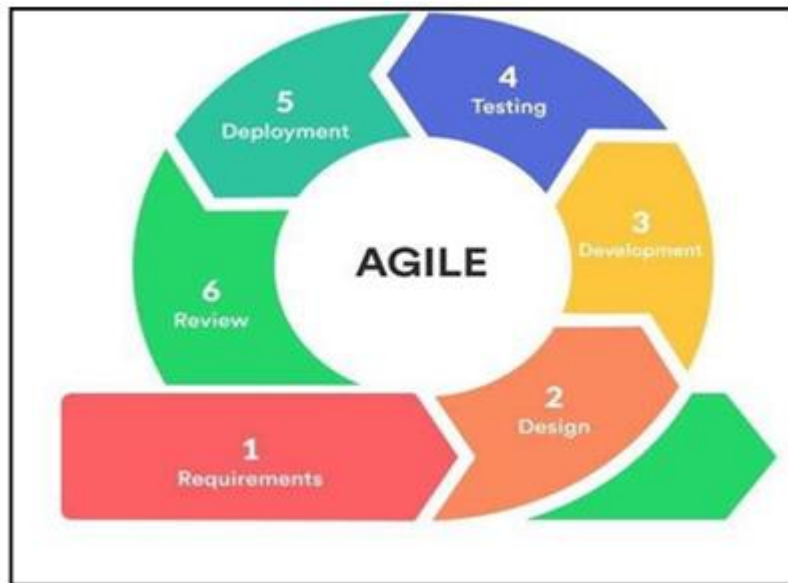 1
Requirements
2
Design
3
Development
4
Testing
5
Deployment
6
Review
AGILE